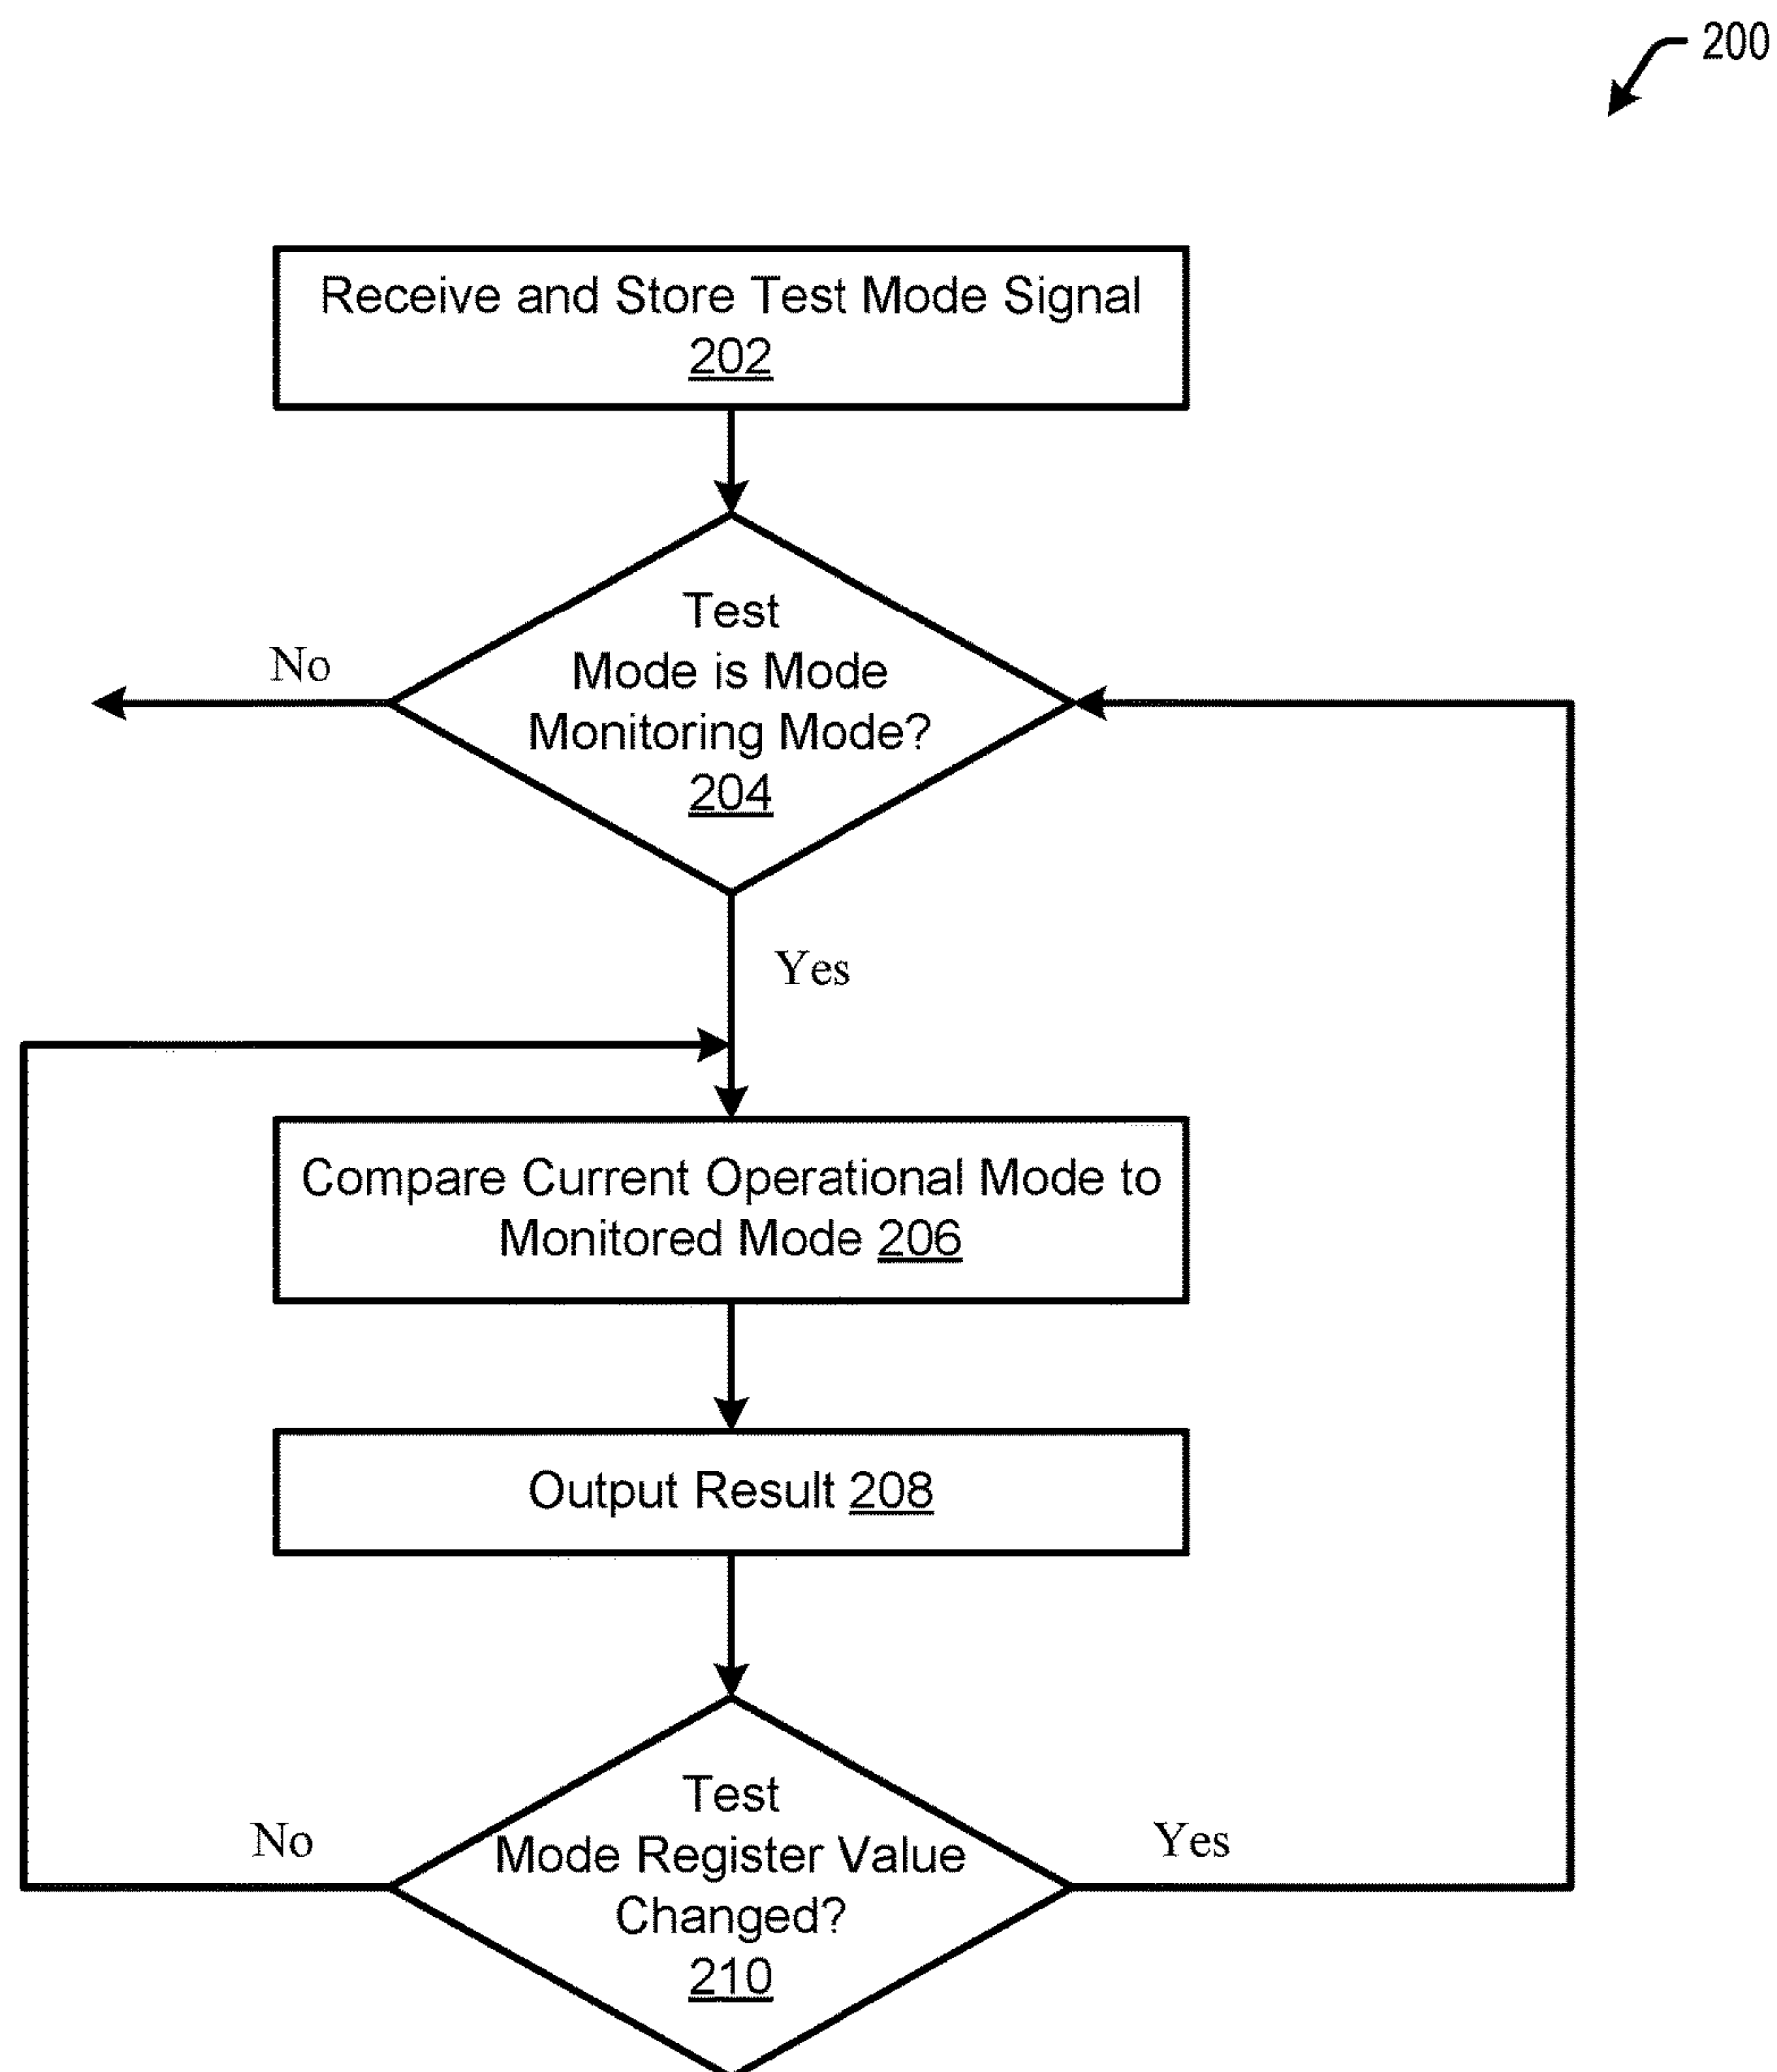 200
Receive and Store Test Mode Signal
202
Test
Mode is Mode
Monitoring Mode?
204
No
Yes
Compare Current Operational Mode to
Monitored Mode 206
Output Result 208
Test
Mode Register Value
Changed?
210
No
Yes